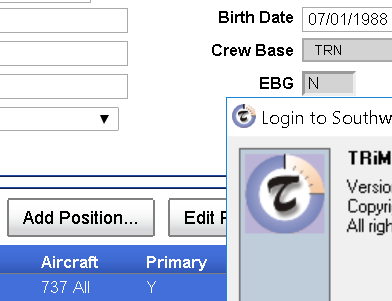 Birth Date 07/01/1988
Crew Base TRN
EBG N
Login to Southw
TRiM
Versio
Copyri
All righ
Add Position... Edit P
Aircraft Primary
737 All Y